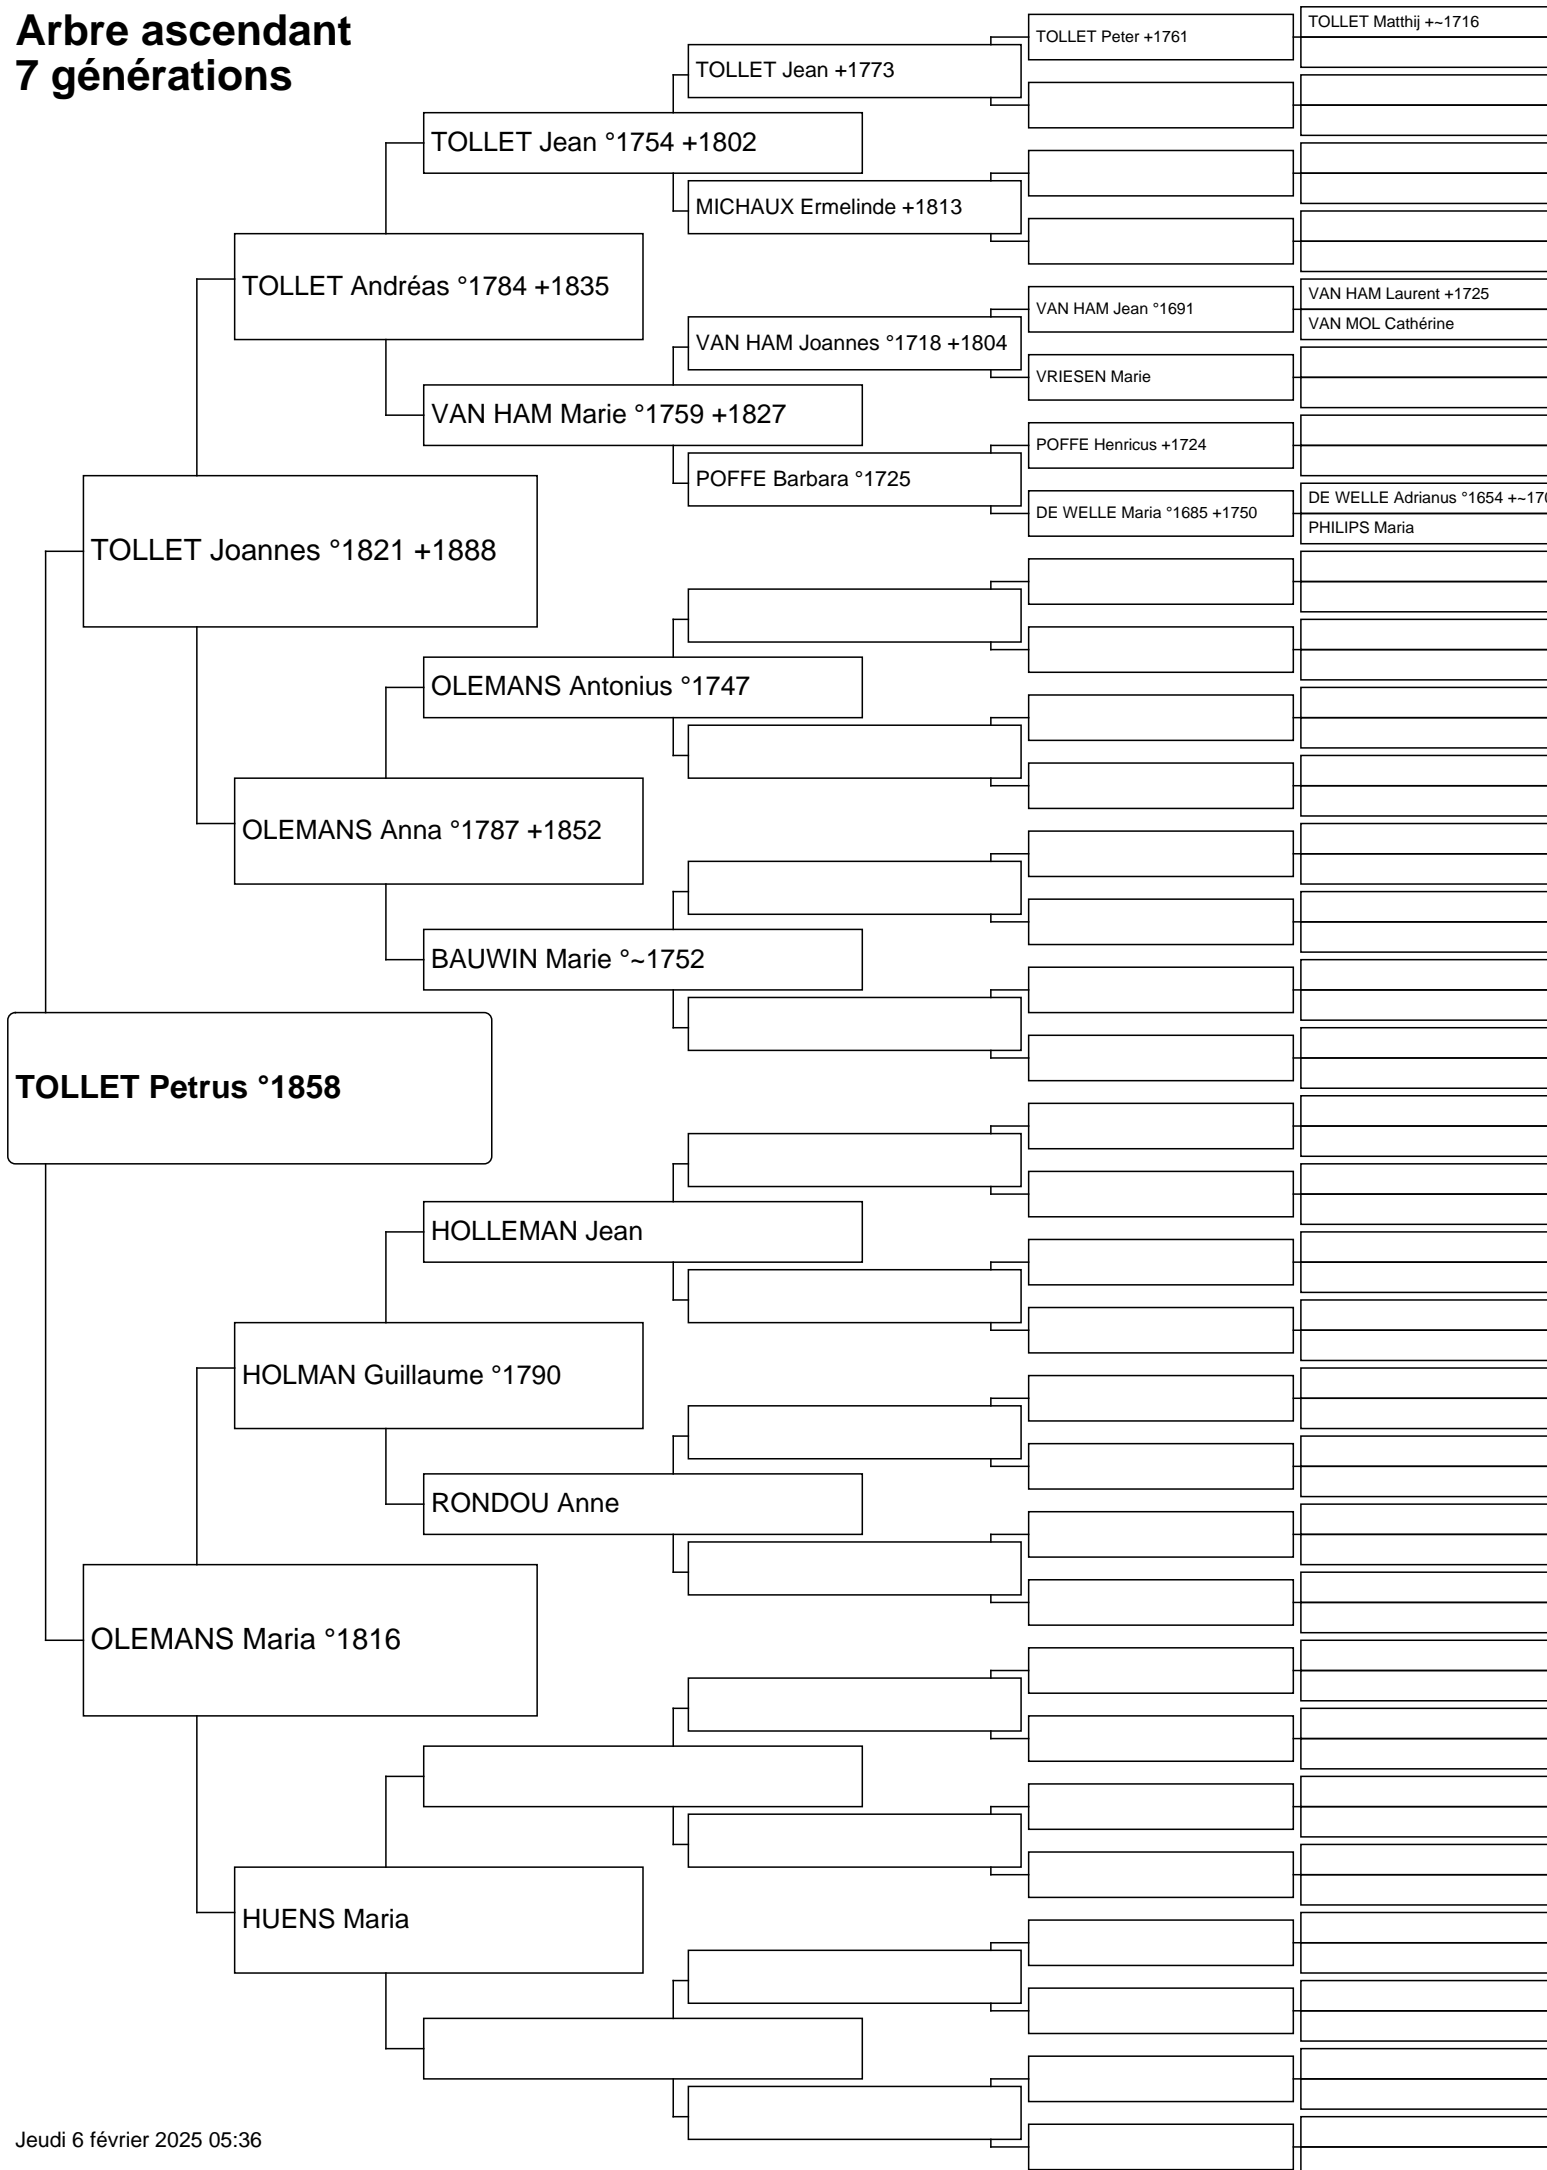 Arbre ascendant
7 générations
TOLLET Matthij +~1716
TOLLET Peter +1761
TOLLET Jean +1773
TOLLET Jean °1754 +1802
MICHAUX Ermelinde +1813
TOLLET Andréas °1784 +1835
VAN HAM Laurent +1725
VAN HAM Jean °1691
VAN MOL Cathérine
VAN HAM Joannes °1718 +1804
VRIESEN Marie
VAN HAM Marie °1759 +1827
POFFE Henricus +1724
POFFE Barbara °1725
DE WELLE Adrianus °1654 +~170
DE WELLE Maria °1685 +1750
PHILIPS Maria
TOLLET Joannes °1821 +1888
OLEMANS Antonius °1747
OLEMANS Anna °1787 +1852
BAUWIN Marie °~1752
TOLLET Petrus °1858
HOLLEMAN Jean
HOLMAN Guillaume °1790
RONDOU Anne
OLEMANS Maria °1816
HUENS Maria
Jeudi 6 février 2025 05:36